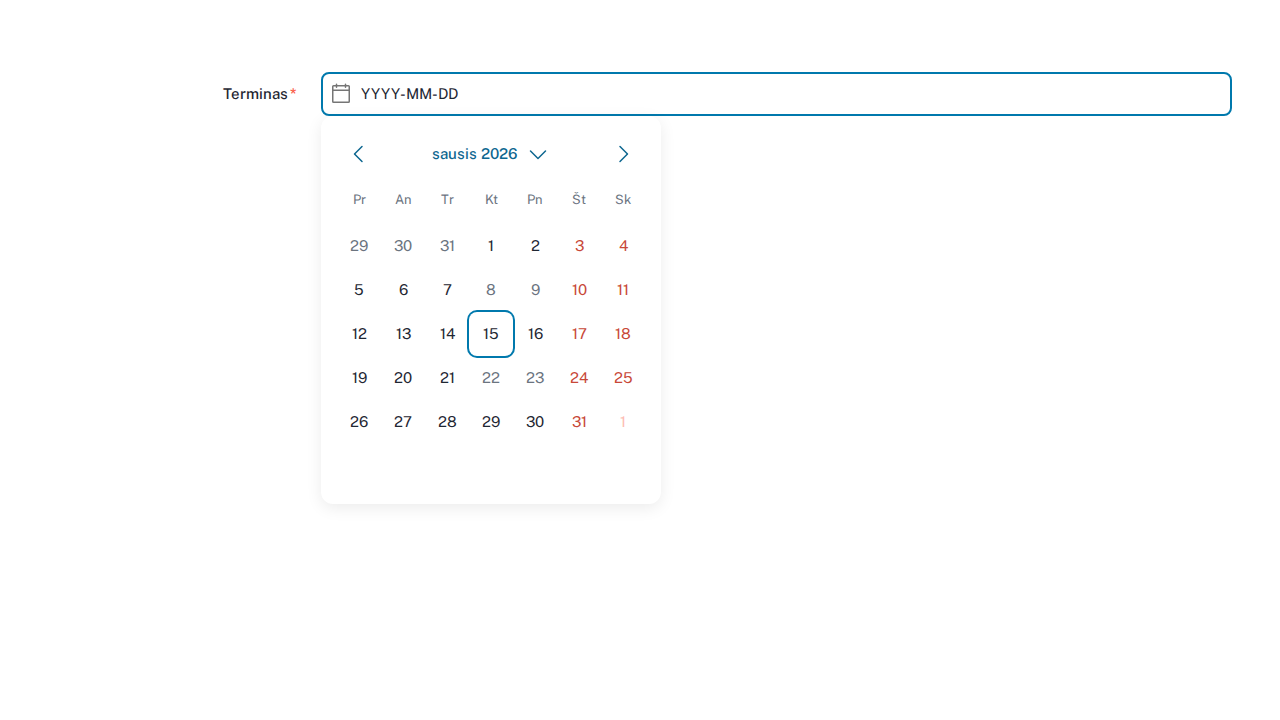 Terminas*
YYYY-MM-DD
sausis 2026
Pr An Tr Kt Pn Št Sk
29 30 31 1 2 3 4
5 6 7 8 9 10 11
12 13 14 15 16 17 18
19 20 21 22 23 24 25
26 27 28 29 30 31 1